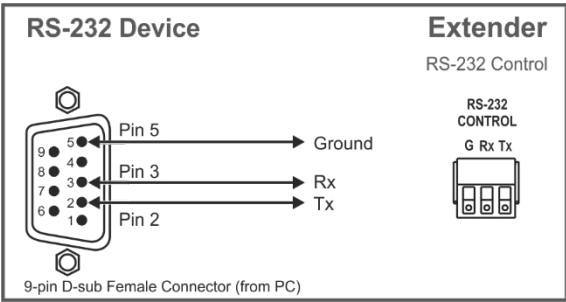 RS-232 Device
Extender
RS-232 Control
RS-232
CONTROL
G Rx Tx
Pin 5
Ground
Pin 3
Rx
Tx
Pin 2
5
9
4
8
3
7
2
6
1
9-pin D-sub Female Connector (from PC)